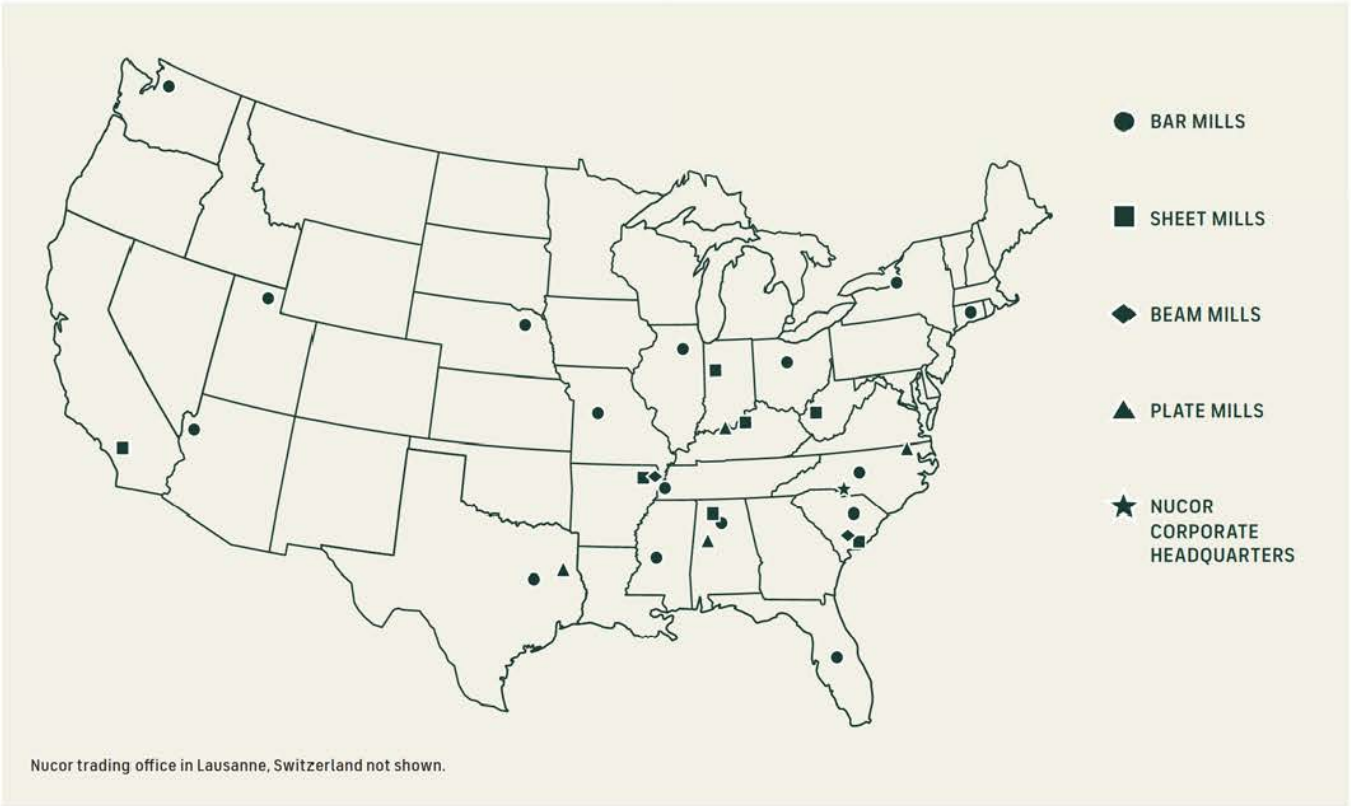 BAR MILLS
SHEET MILLS
BEAM MILLS
PLATE MILLS
NUCOR
CORPORATE
HEADQUARTERS
Nucor trading office in Lausanne, Switzerland not shown.